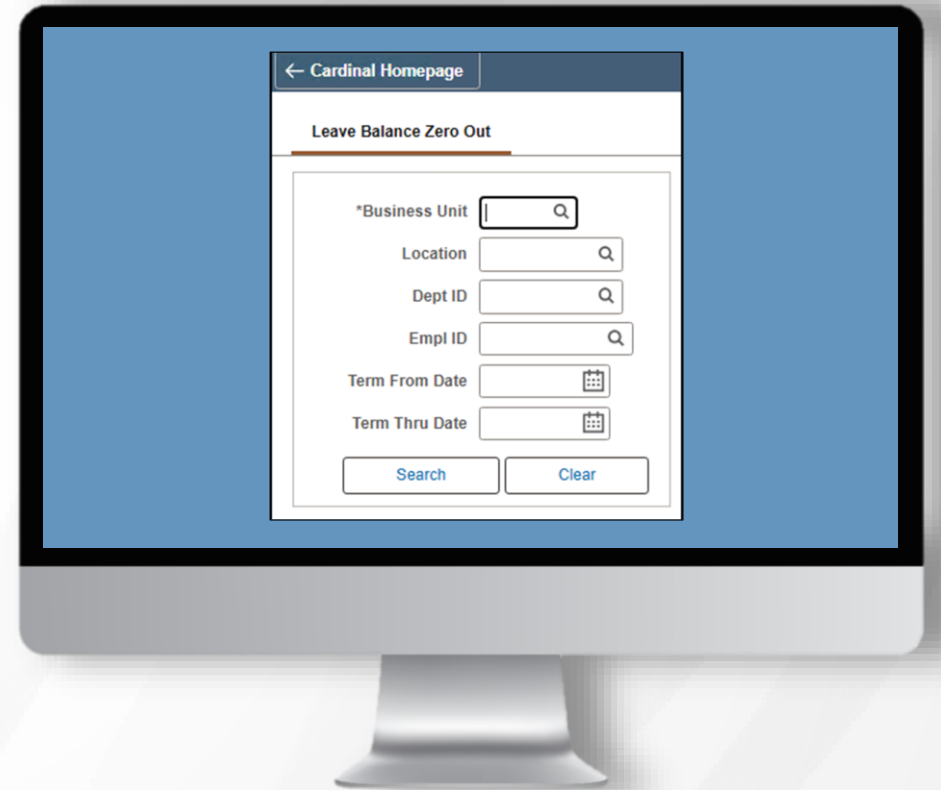 ← Cardinal Homepage
Leave Balance Zero Out
*Business Unit
Location
Dept ID
Empl ID
Term From Date
Term Thru Date
Search Clear